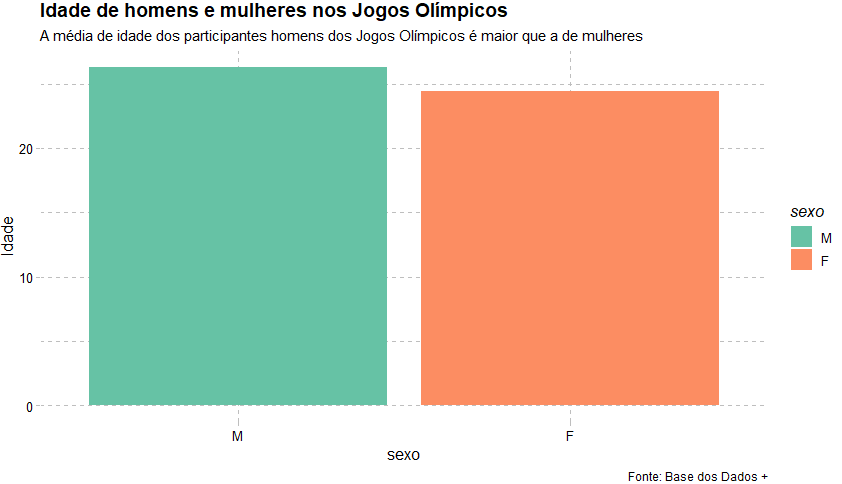 Idade de homens e mulheres nos Jogos Olímpicos
A média de idade dos participantes homens dos Jogos Olímpicos é maior que a de mulheres
20
10
0
Idade
M
F
sexo
sexo
M
F
Fonte: Base dos Dados +